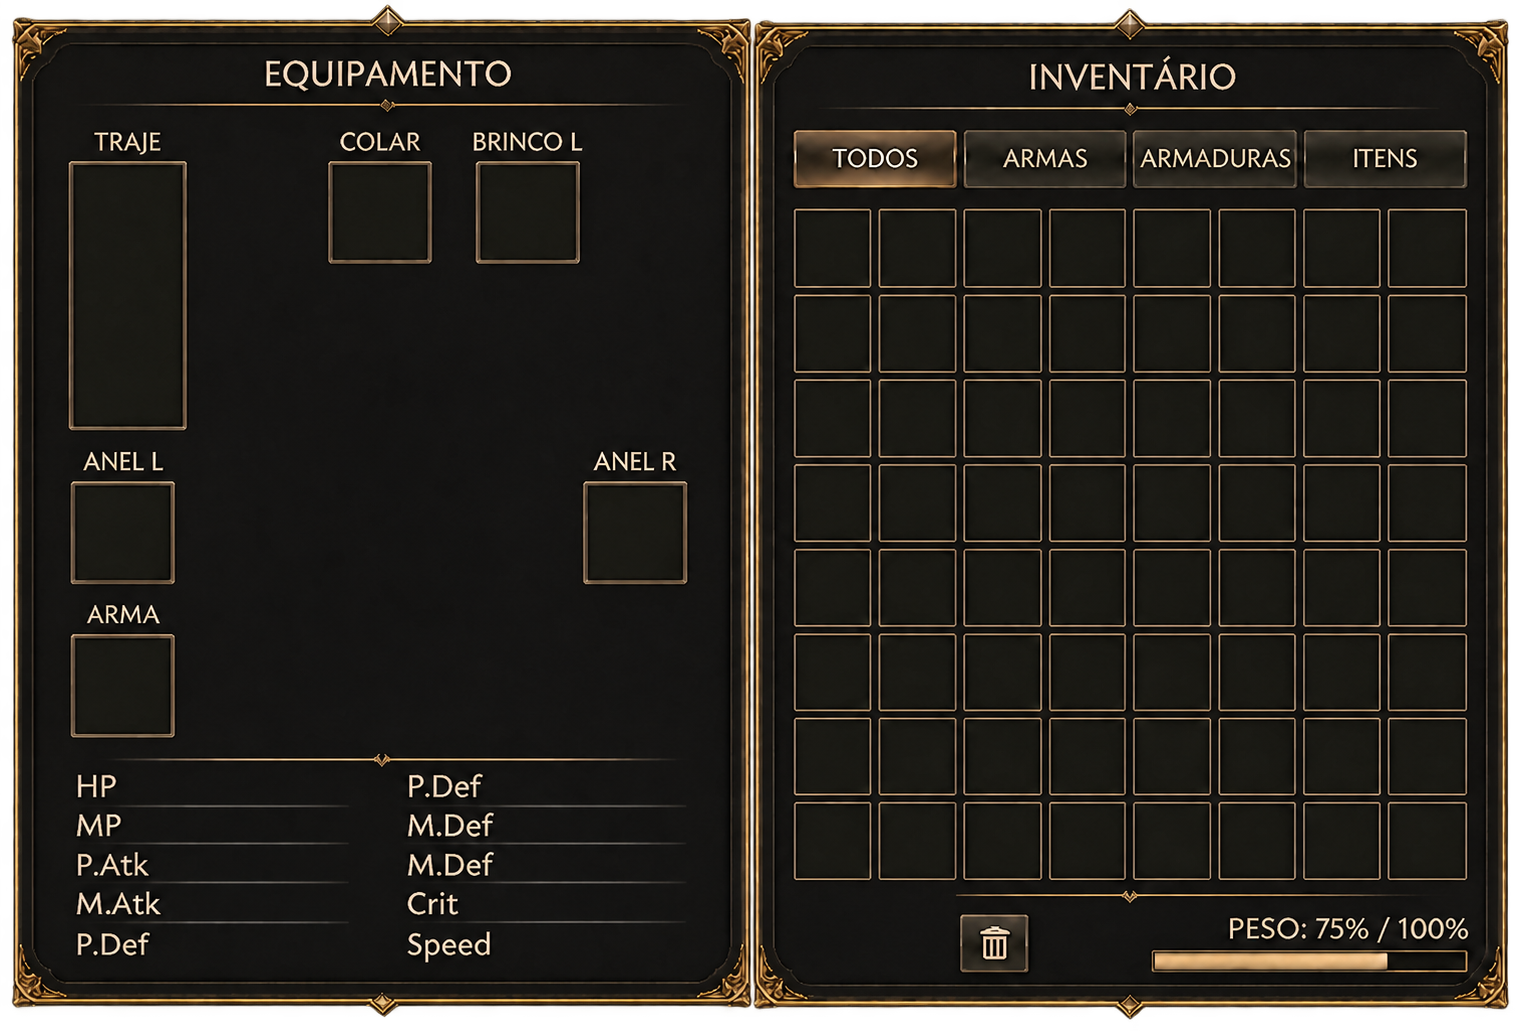 EQUIPAMENTO
TRAJE
COLAR
BRINCO L
ANEL L
ANEL R
ARMA
HP
MP
P.Atk
M.Atk
P.Def
P.Def
M.Def
M.Def
Crit
Speed
INVENTÁRIO
TODOS
ARMAS
ARMADURAS
ITENS
PESO: 75% / 100%